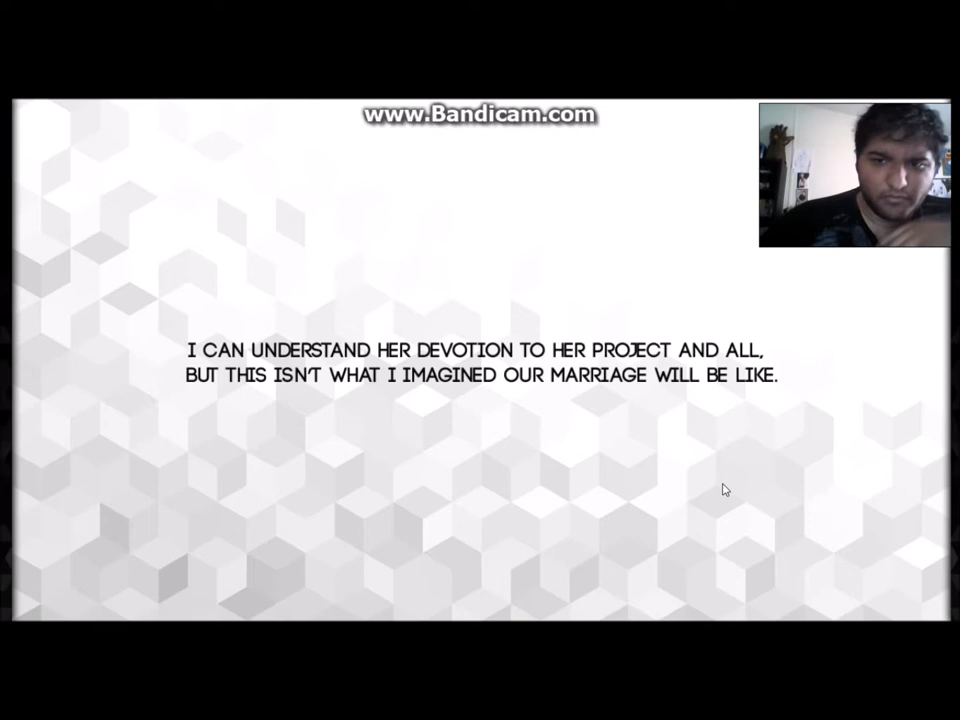 www.Bandicam.com
I CAN UNDERSTAND HER DEVOTION TO HER PROJECT AND ALL,
BUT THIS ISN'T WHAT I IMAGINED OUR MARRIAGE WILL BE LIKE.